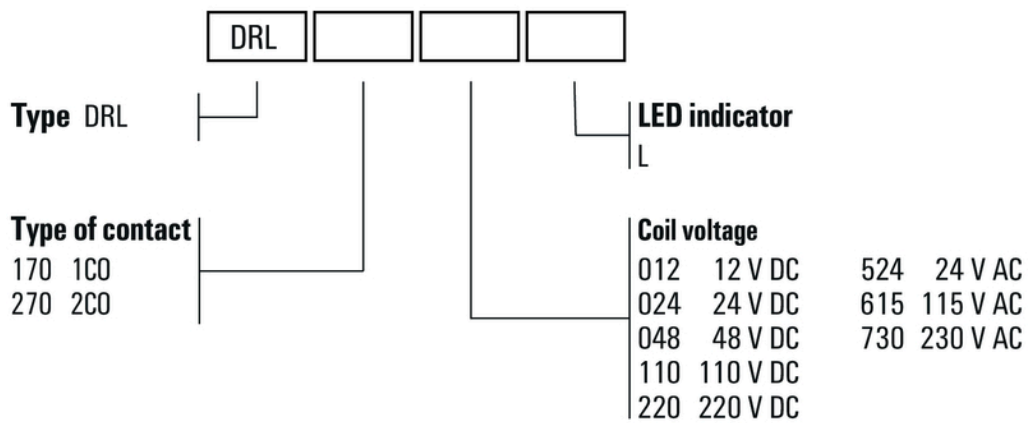 DRL
Type DRL
LED indicator
L
Type of contact
170 1CO
270 2CO
Coil voltage
012 12 V DC 524 24 V AC
024 24 V DC 615 115 V AC
048 48 V DC 730 230 V AC
110 110 V DC
220 220 V DC